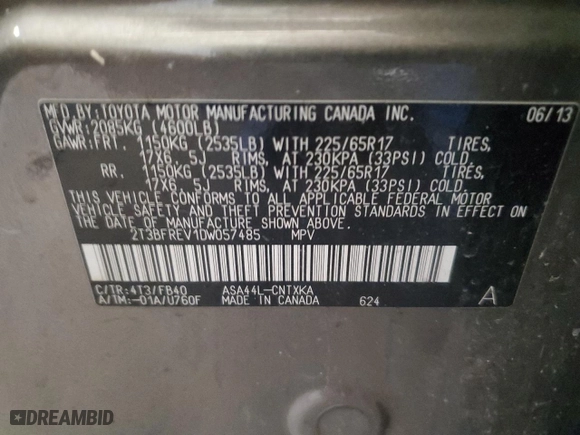 MFD. BY: TOYOTA MOTOR MANUFACTURING CANADA INC. 06/13
GVWR: 2085KG (4600LB)
GAWR: FRT. 1150KG (2535LB) WITH 225/65R17 TIRES,
17X6. 5J RIMS, AT 230KPA (33PSI) COLD.
RR. 1150KG (2535LB) WITH 225/65R17 TIRES,
17X6. 5J RIMS, AT 230KPA (33PSI) COLD.
THIS VEHICLE CONFORMS TO ALL APPLICABLE FEDERAL MOTOR
VEHICLE SAFETY AND THEFT PREVENTION STANDARDS IN EFFECT ON
THE DATE OF MANUFACTURE SHOWN ABOVE.
2T3BFREV1DW057485 MPV
C/TR: 4T3/FB40 ASA44L-CNTXKA
A/TM: -01A/U760F MADE IN CANADA 624 A
DREAMBID